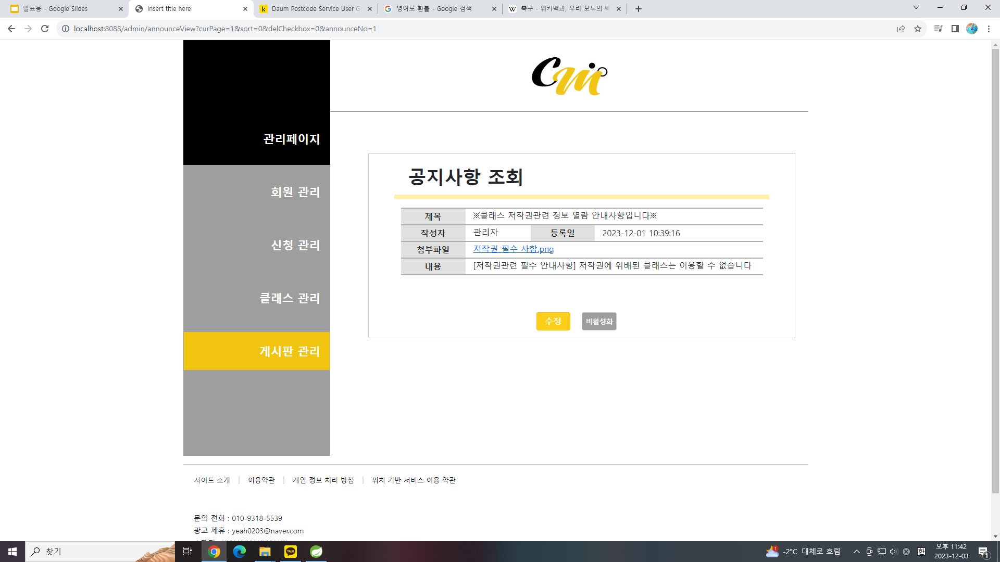 발표용 - Google Slides
Insert title here
Daum Postcode Service User G
영여로 환불 - Google 검색
축구 - 위키백과, 우리 모두의 백
localhost:8088/admin/announceView?curPage=1&sort=0&delCheckbox=0&announceNo=1
Cm
관리페이지
회원 관리
신청 관리
클래스 관리
게시판 관리
공지사항 조회
제목 ※클래스 저작권관련 정보 열람 안내사항입니다※
작성자 관리자 등록일 2023-12-01 10:39:16
첨부파일 저작권 필수 사항.png
내용 [저작권관련 필수 안내사항] 저작권에 위배된 클래스는 이용할 수 없습니다
수정 비활성화
사이트 소개 | 이용약관 | 개인 정보 처리 방침 | 위치 기반 서비스 이용 약관
문의 전화 : 010-9318-5539
광고 제휴 : yeah0203@naver.com
찾기
TALK
1
-2°C 대체로 흐림
한
오후 11:42
2023-12-03
1